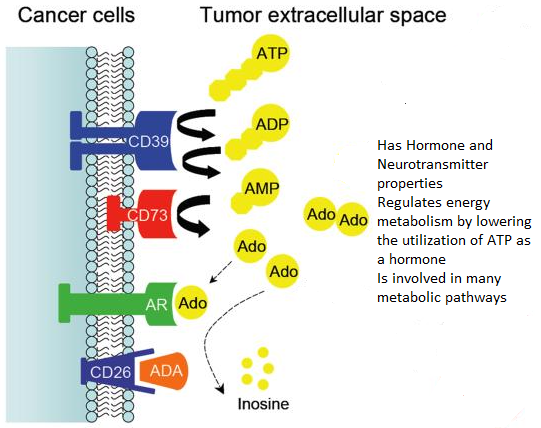 Cancer cells
Tumor extracellular space
ATP
CD39
ADP
AMP
CD73
Ado
Ado
Ado
Ado
AR
Ado
CD26
ADA
Inosine
Has Hormone and
Neurotransmitter
properties
Regulates energy
metabolism by lowering
the utilization of ATP as
a hormone
Is involved in many
metabolic pathways